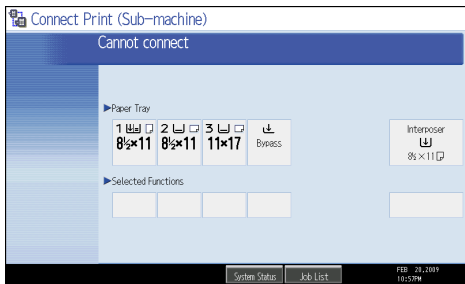 Connect Print (Sub-machine)
Cannot connect
►Paper Tray
1 2 3
8½×11 8½×11 11×17 Bypass
Interposer
8½×11
►Selected Functions
System Status Job List
FEB 20,2009
10:57PM